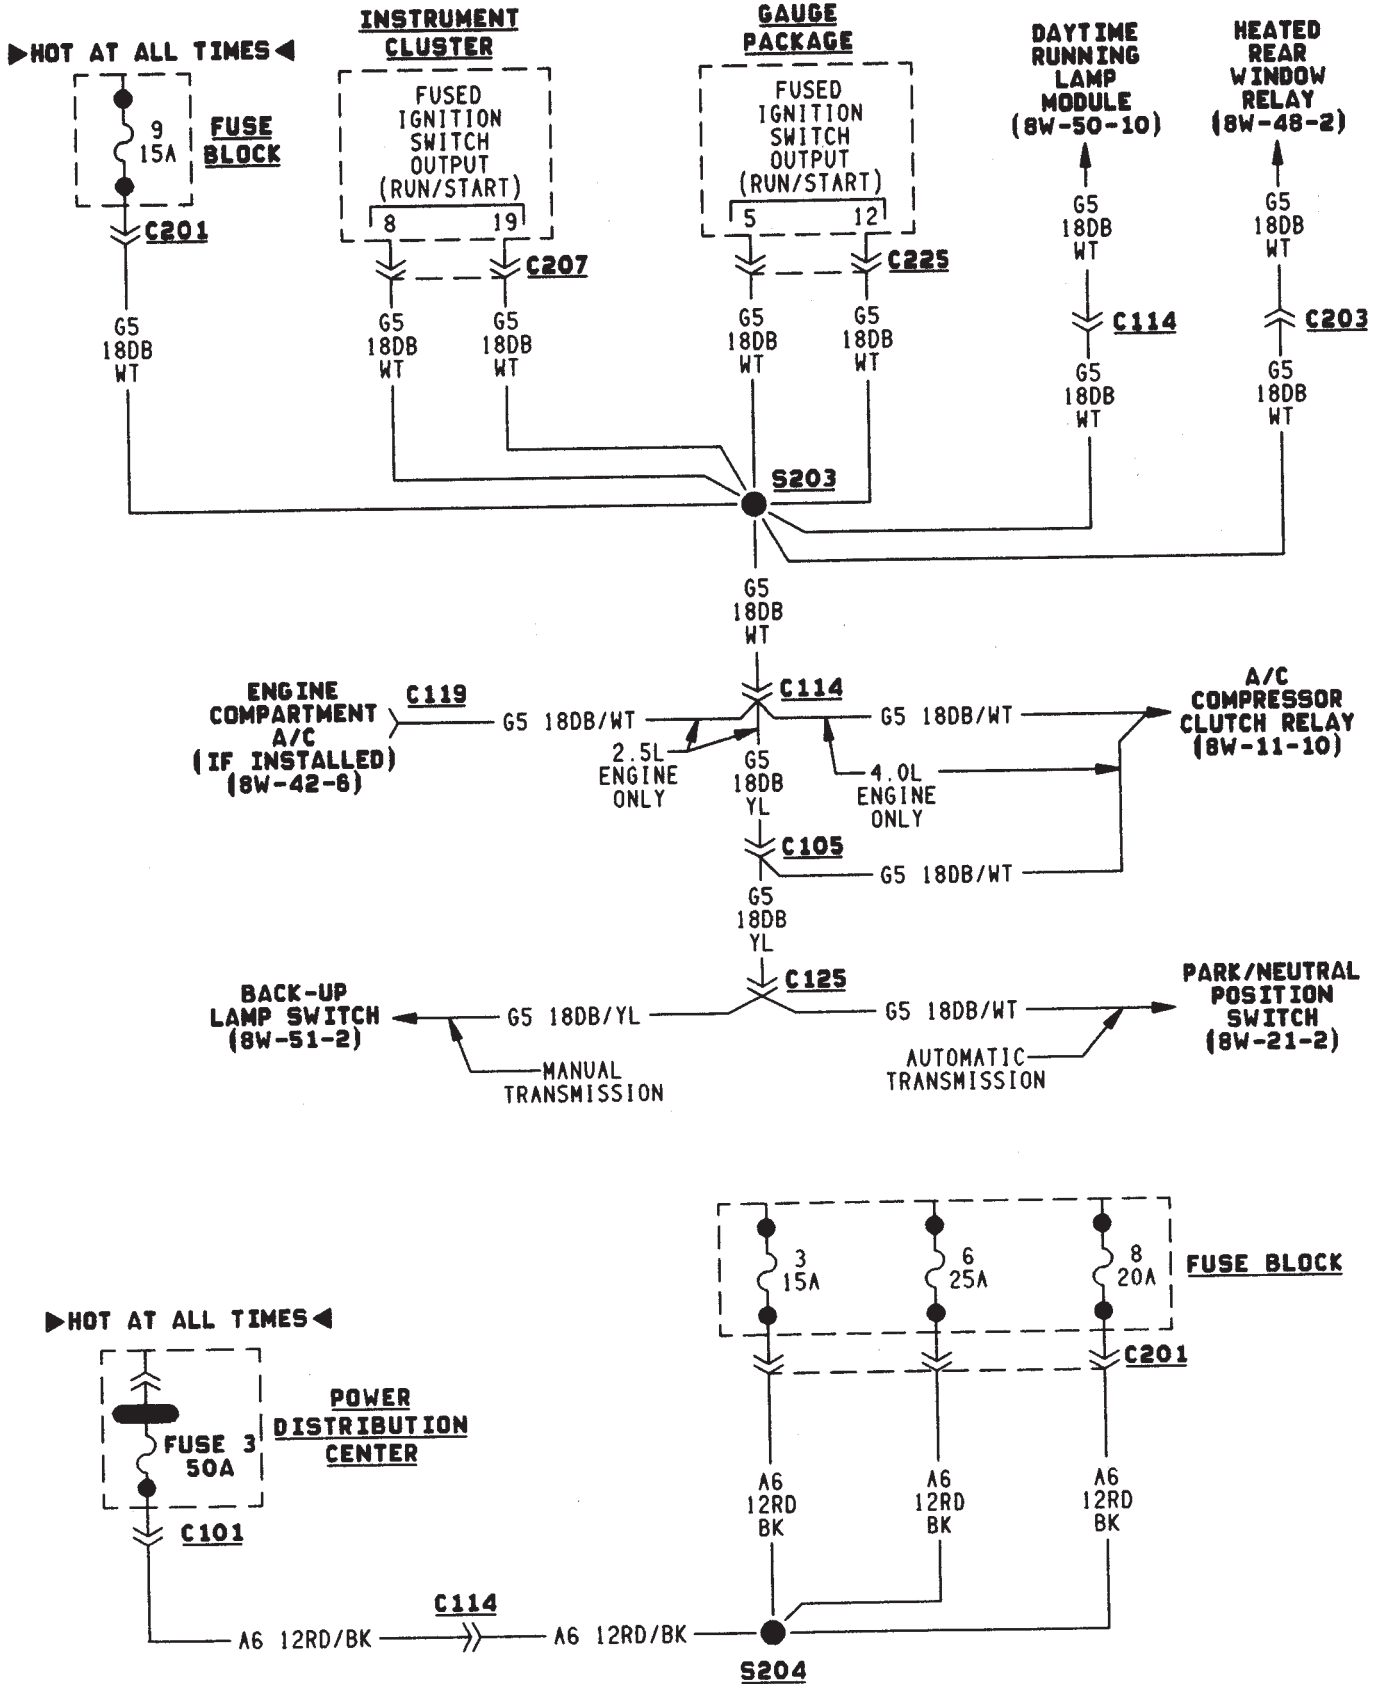 HOT AT ALL TIMES
9
15A
FUSE
BLOCK
C201
G5
18DB
WT
INSTRUMENT
CLUSTER
FUSED
IGNITION
SWITCH
OUTPUT
(RUN/START)
8
19
C207
G5
18DB
WT
G5
18DB
WT
GAUGE
PACKAGE
FUSED
IGNITION
SWITCH
OUTPUT
(RUN/START)
5
12
C225
G5
18DB
WT
G5
18DB
WT
DAYTIME
RUNNING
LAMP
MODULE
(8W-50-10)
G5
18DB
WT
C114
G5
18DB
WT
HEATED
REAR
WINDOW
RELAY
(8W-48-2)
G5
18DB
WT
C203
G5
18DB
WT
S203
G5
18DB
WT
C114
ENGINE
COMPARTMENT
A/C
(IF INSTALLED)
(8W-42-6)
C119
G5 18DB/WT
2.5L
ENGINE
ONLY
G5
18DB
YL
G5 18DB/WT
4.0L
ENGINE
ONLY
A/C
COMPRESSOR
CLUTCH RELAY
(8W-11-10)
C105
G5 18DB/WT
G5
18DB
YL
C125
BACK-UP
LAMP SWITCH
(8W-51-2)
G5 18DB/YL
MANUAL
TRANSMISSION
G5 18DB/WT
AUTOMATIC
TRANSMISSION
PARK/NEUTRAL
POSITION
SWITCH
(8W-21-2)
3
15A
6
25A
8
20A
FUSE BLOCK
C201
HOT AT ALL TIMES
FUSE 3
50A
POWER
DISTRIBUTION
CENTER
C101
A6
12RD
BK
A6
12RD
BK
A6
12RD
BK
A6 12RD/BK
C114
A6 12RD/BK
S204